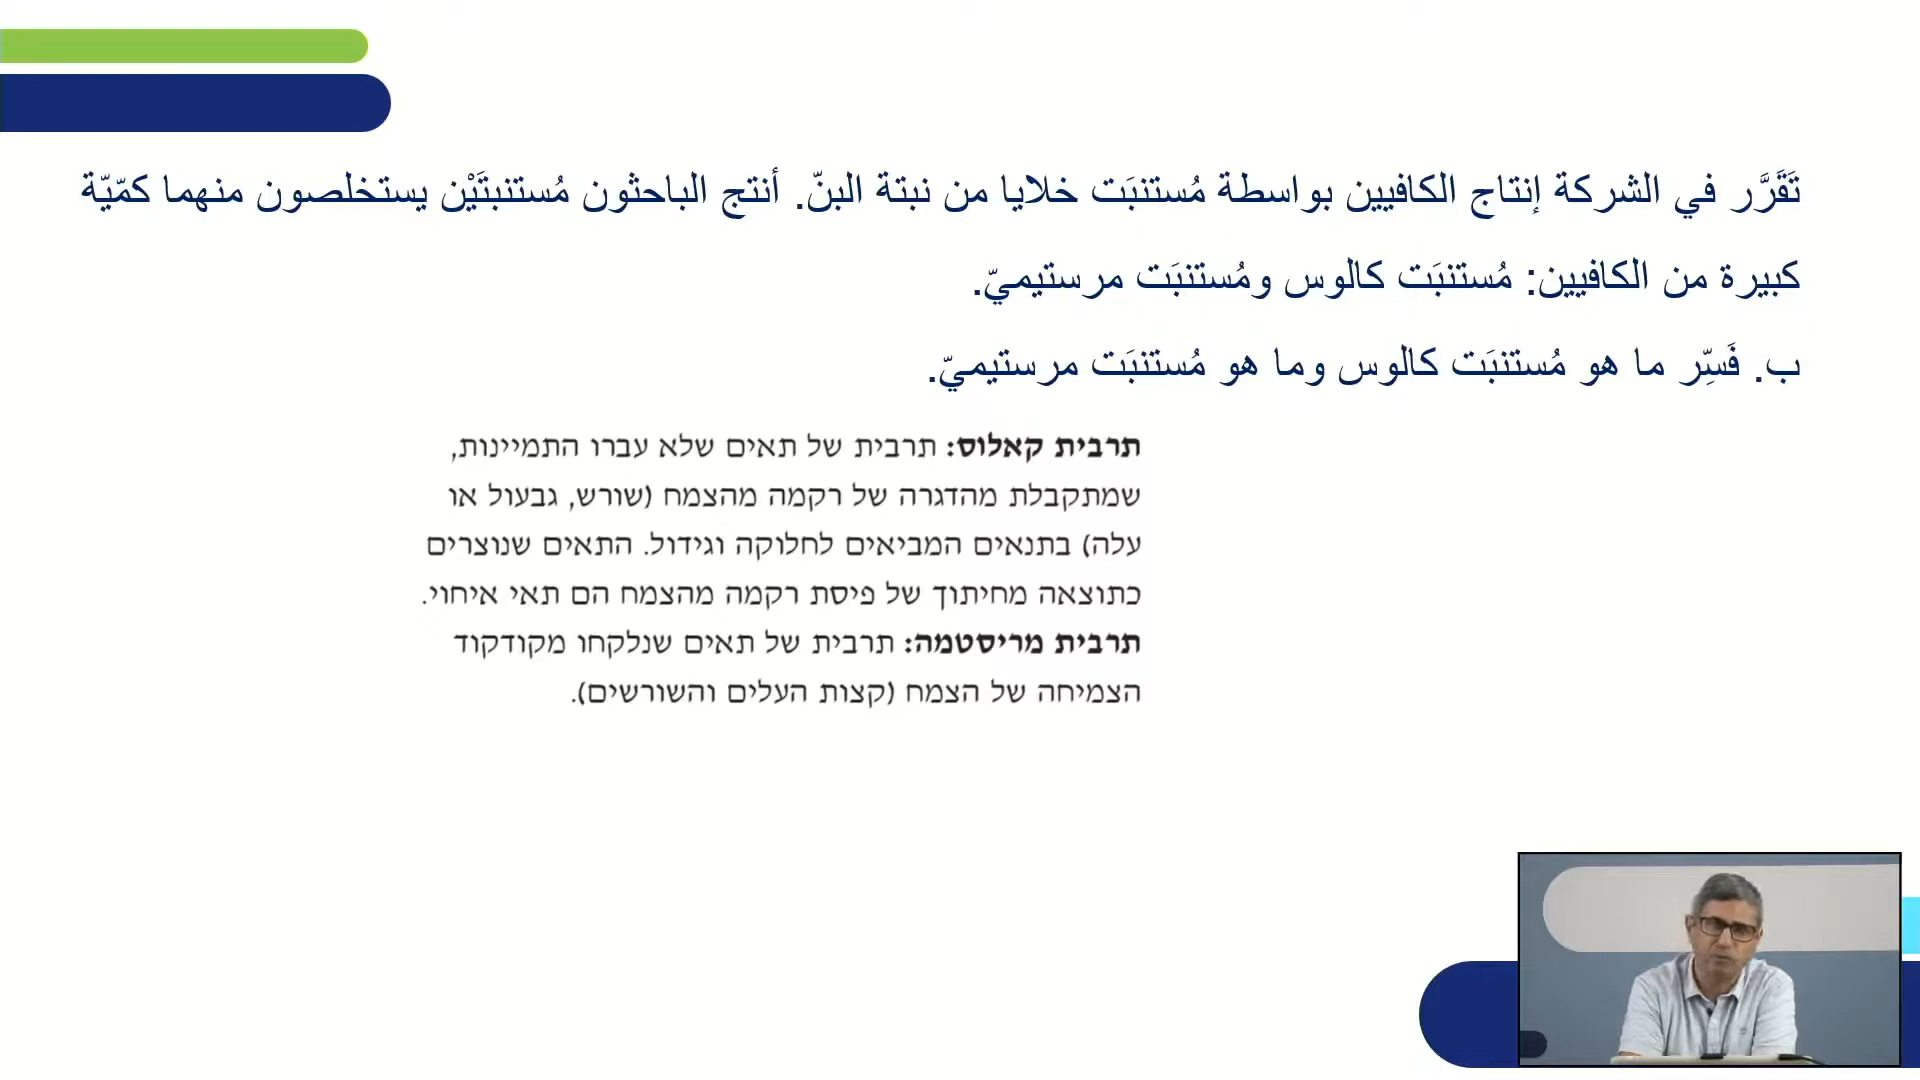 تَقَرَّر في الشركة إنتاج الكافيين بواسطة مُستنبَت خلايا من نبتة البنّ. أنتج الباحثون مُستنبتَيْن يستخلصون منهما كمّيّة
كبيرة من الكافيين: مُستنبَت كالوس ومُستنبَت مرستيميّ.
ب. فَسِّر ما هو مُستنبَت كالوس وما هو مُستنبَت مرستيميّ.
תרבית קאלוס: תרבית של תאים שלא עברו התמיינות,
שמתקבלת מהדגרה של רקמה מהצמח (שורש, גבעול או
עלה) בתנאים המביאים לחלוקה וגידול. התאים שנוצרים
כתוצאה מחיתוך של פיסת רקמה מהצמח הם תאי איחוי.
תרבית מריסטמה: תרבית של תאים שנלקחו מקודקוד
הצמיחה של הצמח (קצות העלים והשורשים).